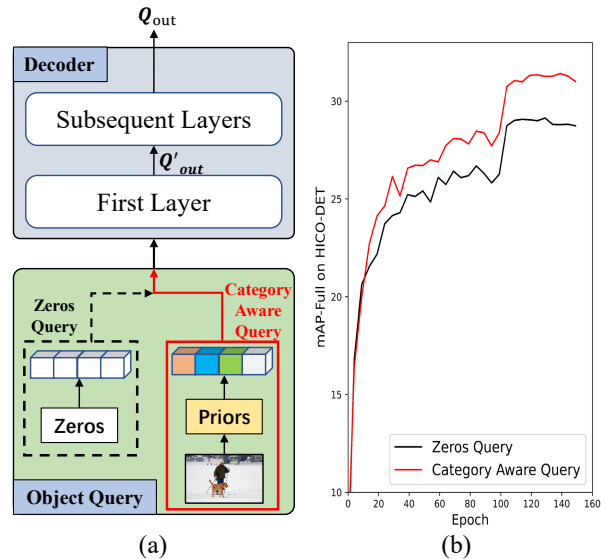 Q_out
Decoder
Subsequent Layers
Q'_out
First Layer
Zeros
Query
Category
Aware
Query
Zeros
Priors
Object Query
(a)
mAP-Full on HICO-DET
30
25
20
15
10
0 20 40 60 80 100 120 140 160
Epoch
Zeros Query
Category Aware Query
(b)